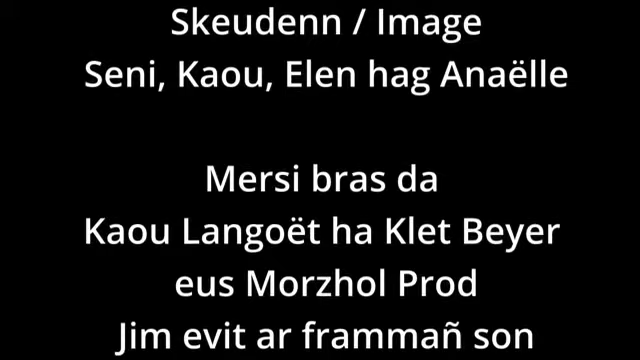 Skeudenn / Image
Seni, Kaou, Elen hag Anaëlle
Mersi bras da
Kaou Langoët ha Klet Beyer
eus Morzhol Prod
Jim evit ar frammañ son